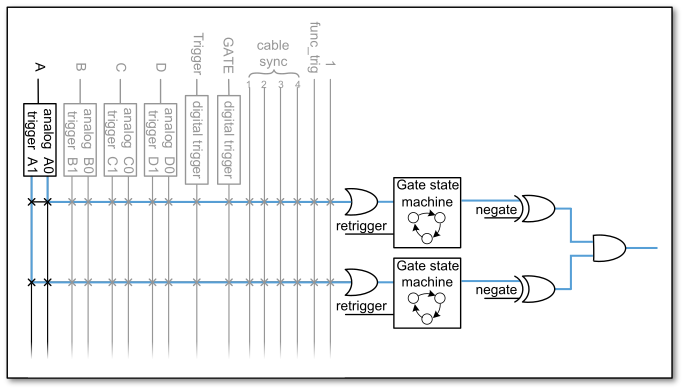 A
B
C
D
Trigger
GATE
cable
sync
func_trig
1
1
2
3
4
analog A0
trigger A1
analog B0
trigger B1
analog C0
trigger C1
analog D0
trigger D1
digital trigger
digital trigger
Gate state
machine
retrigger
negate
Gate state
machine
retrigger
negate